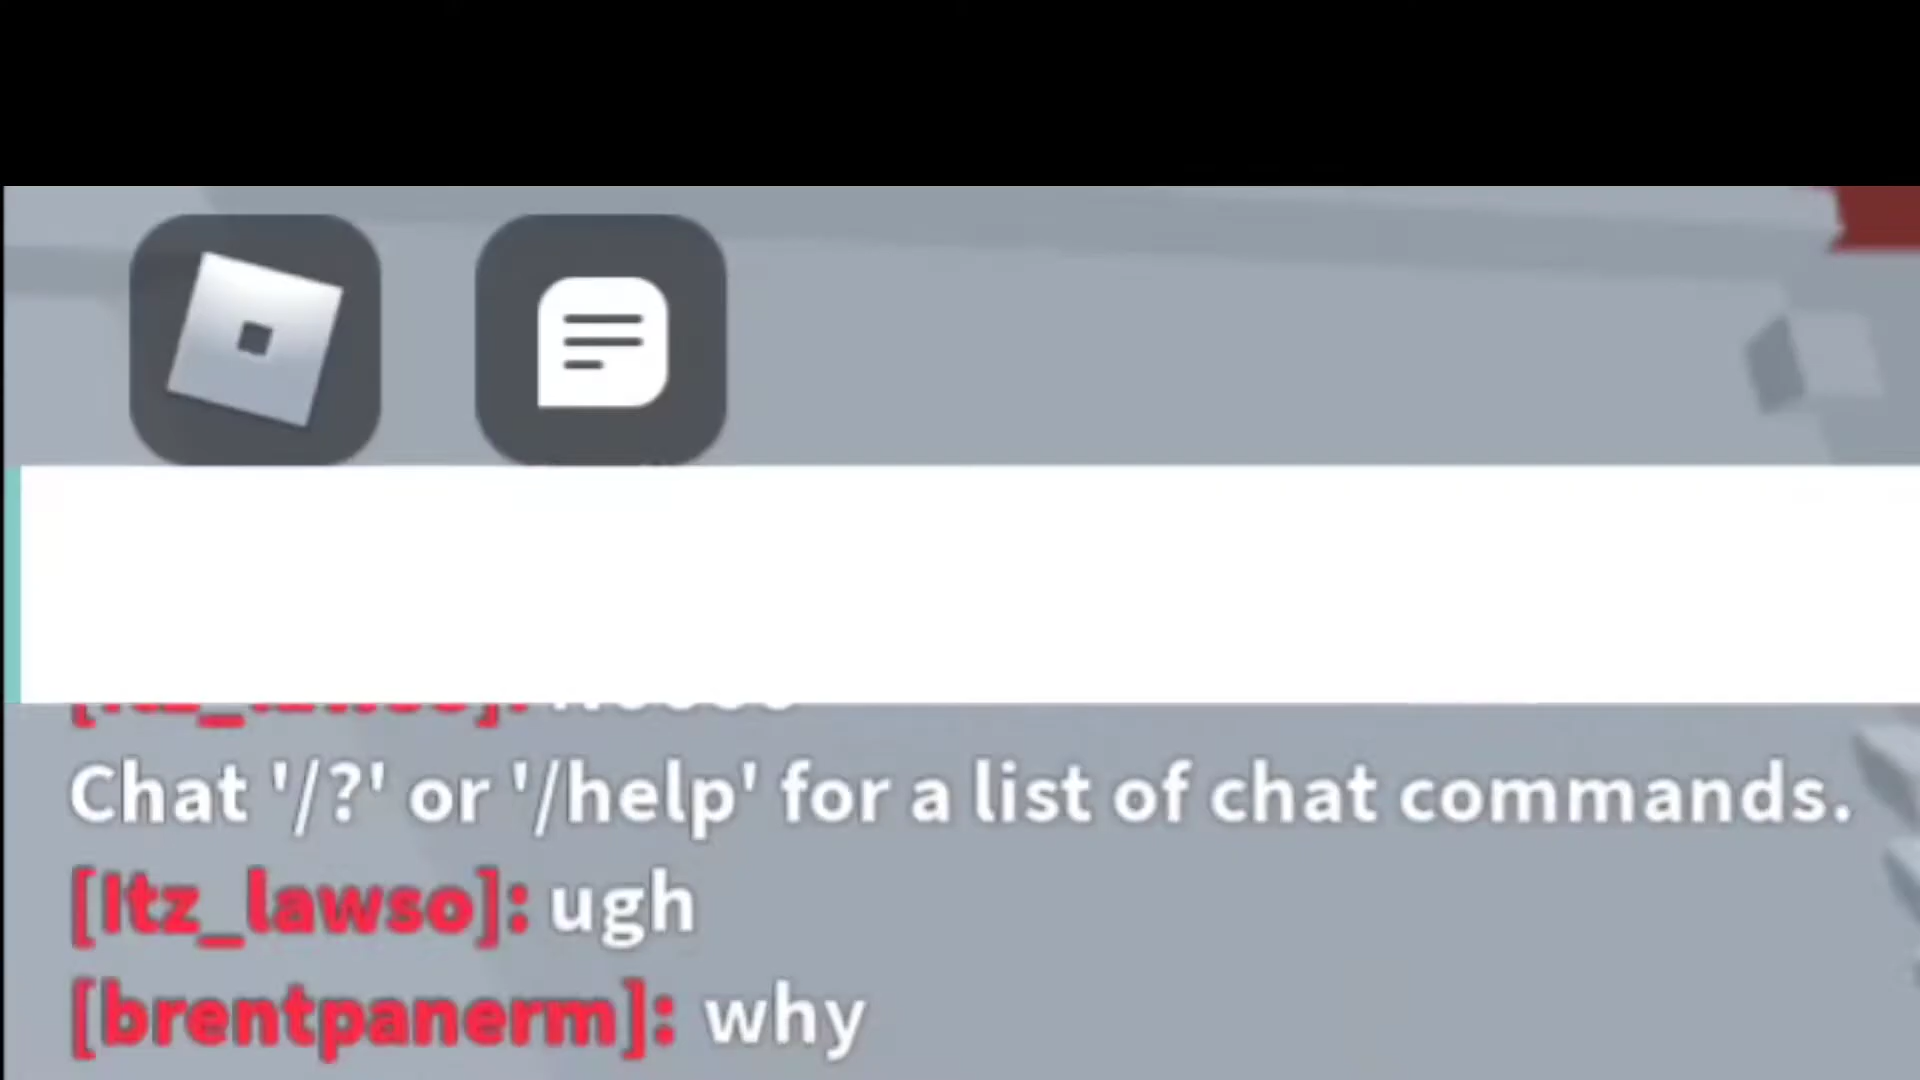 Chat '/?' or '/help' for a list of chat commands.
[Itz_lawso]: ugh
[brentpanerm]: why